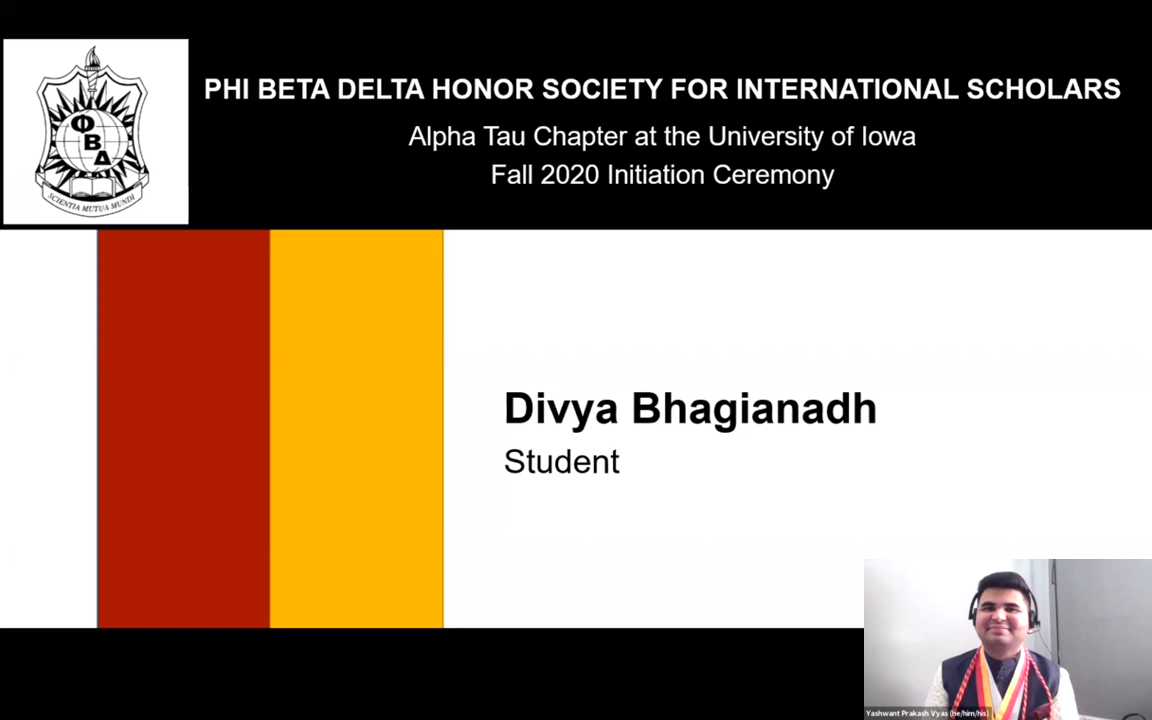 PHI BETA DELTA HONOR SOCIETY FOR INTERNATIONAL SCHOLARS
Alpha Tau Chapter at the University of Iowa
Fall 2020 Initiation Ceremony
Φ
Β
Δ
SCIENTIA MUTUA MUNDI
Divya Bhagianadh
Student
Yashwant Prakash Vyas (he/him/his)